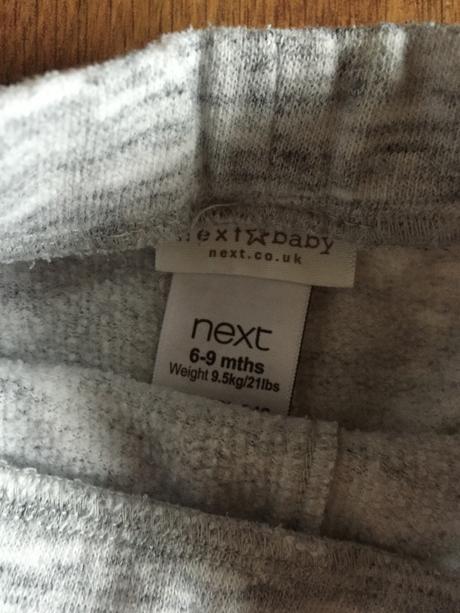 next☆baby
next.co.uk
next
6-9 mths
Weight 9.5kg/21lbs